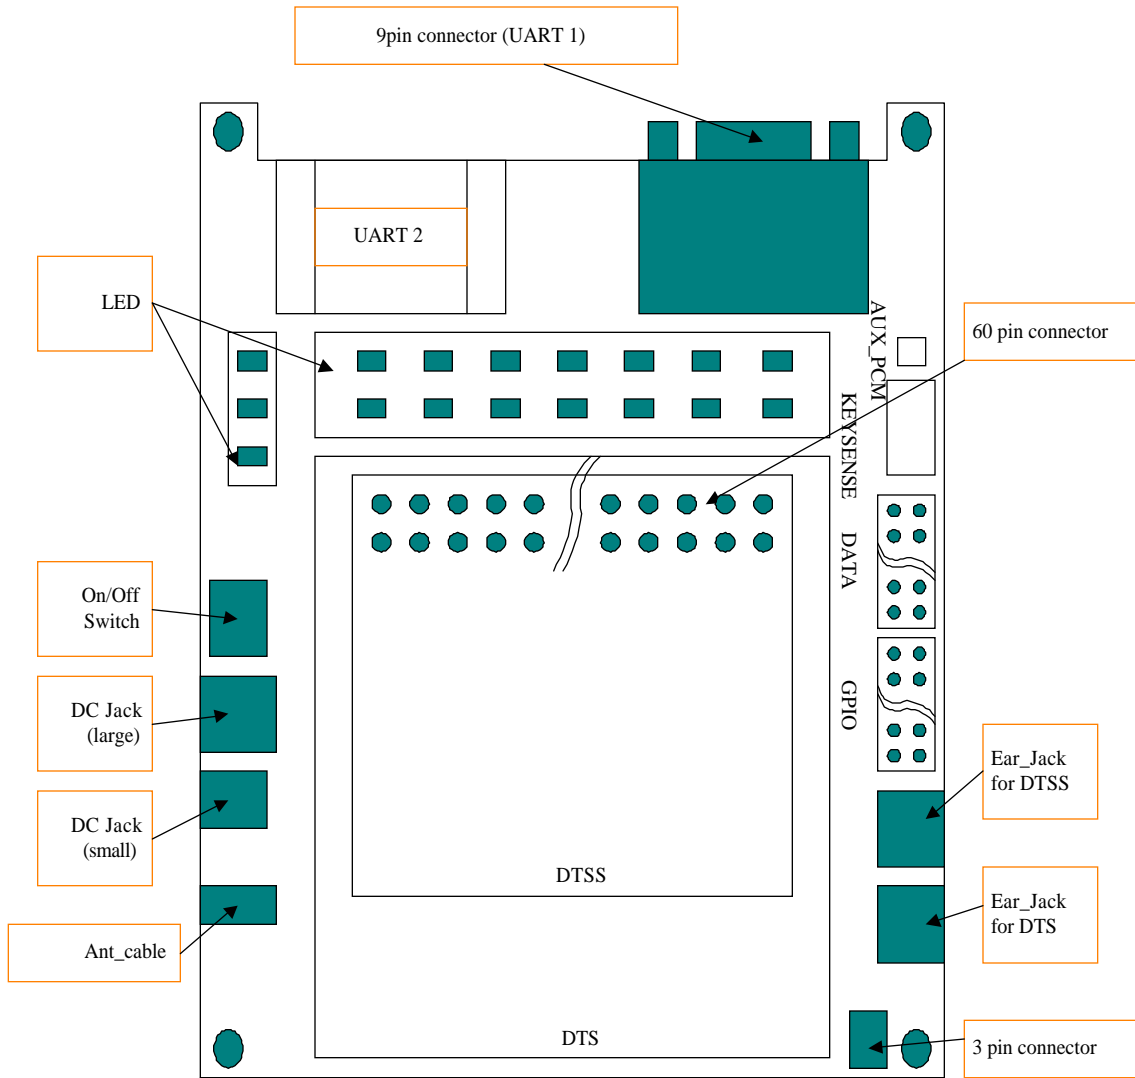 9pin connector (UART 1)
UART 2
LED
AUX_PCM
60 pin connector
KEYSENSE
DATA
On/Off
Switch
GPIO
DC Jack
(large)
Ear_Jack
for DTSS
DC Jack
(small)
DTSS
Ear_Jack
for DTS
Ant_cable
DTS
3 pin connector